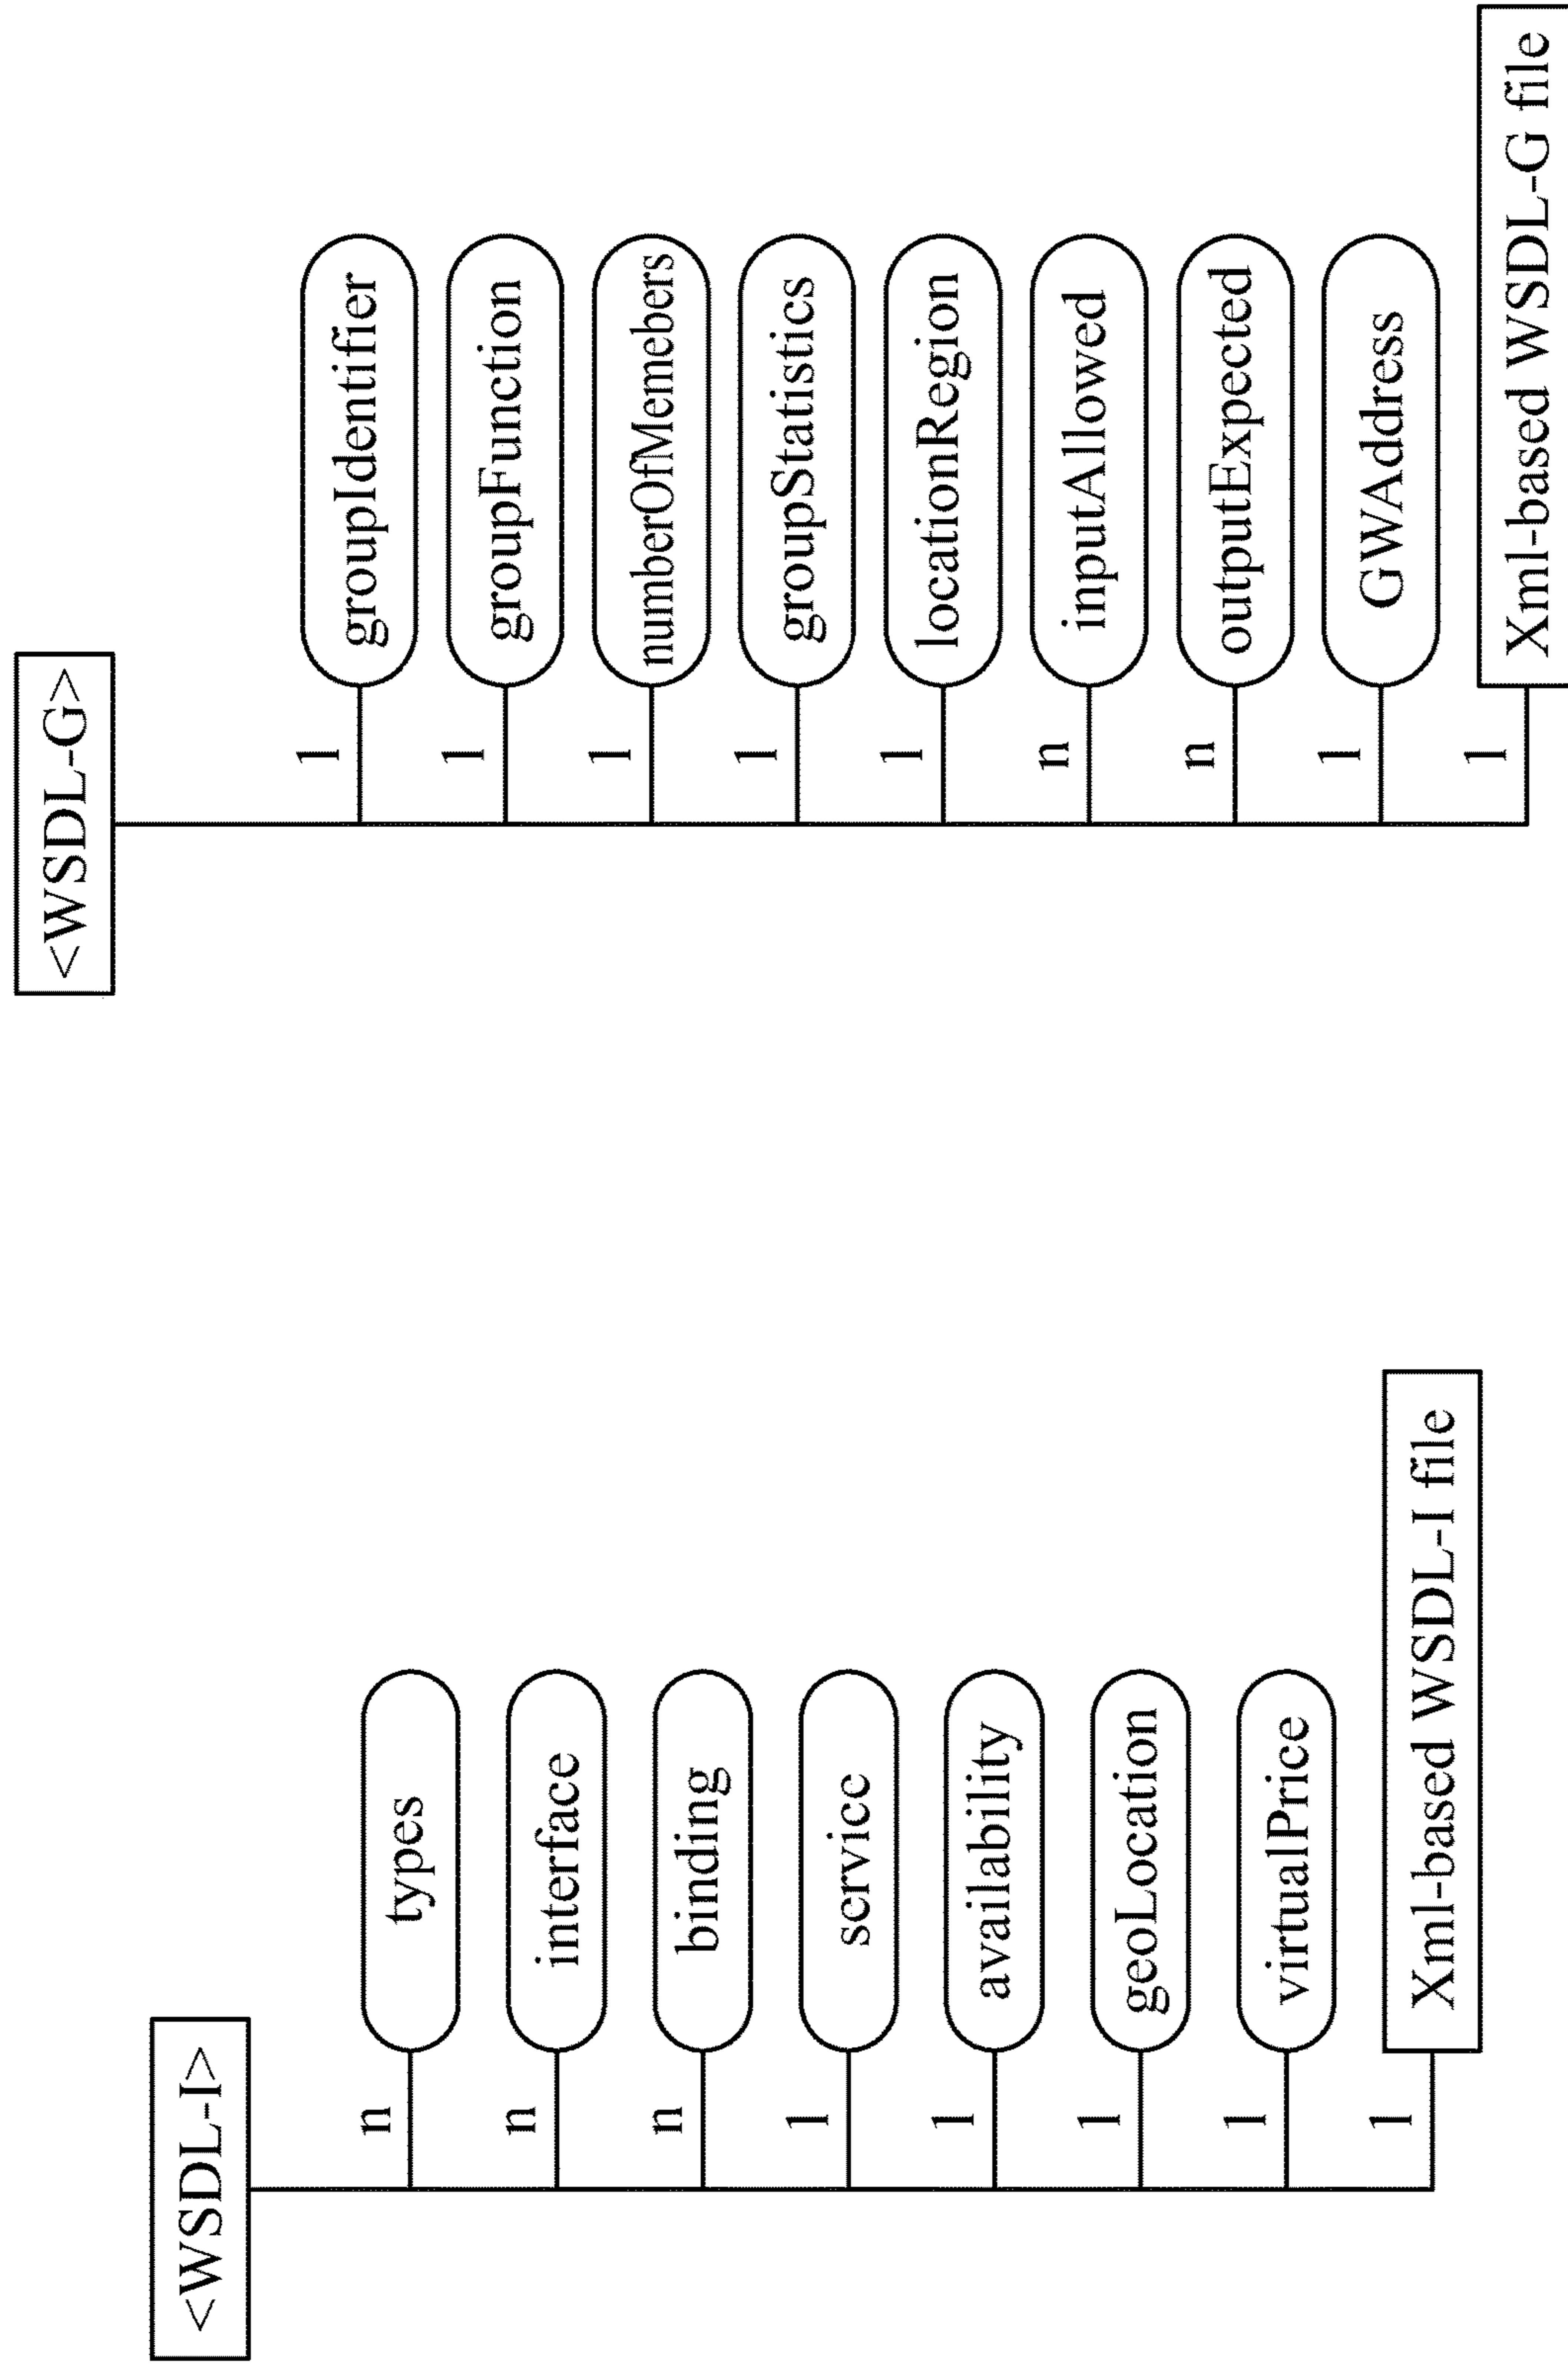 <WSDL-I>
n
types
n
interface
n
binding
1
service
1
availability
1
geoLocation
1
virtualPrice
1
Xml-based WSDL-I file
<WSDL-G>
1
groupIdentifier
1
groupFunction
1
numberOfMemebers
1
groupStatistics
1
locationRegion
n
inputAllowed
n
outputExpected
1
GWAddress
1
Xml-based WSDL-G file